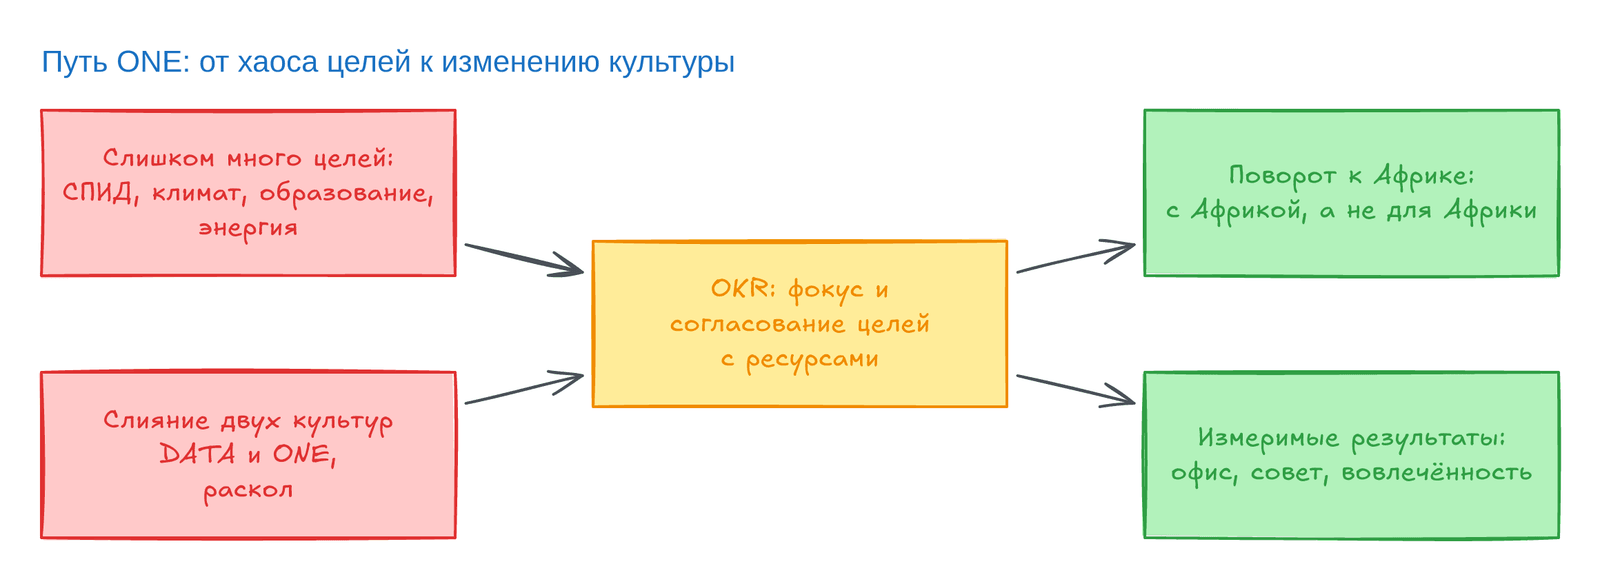 Путь ONE: от хаоса целей к изменению культуры
Слишком много целей:
СПИД, климат, образование,
энергия
Слияние двух культур
DATA и ONE,
раскол
OKR: фокус и
согласование целей
с ресурсами
Поворот к Африке:
с Африкой, а не для Африки
Измеримые результаты:
офис, совет, вовлечённость